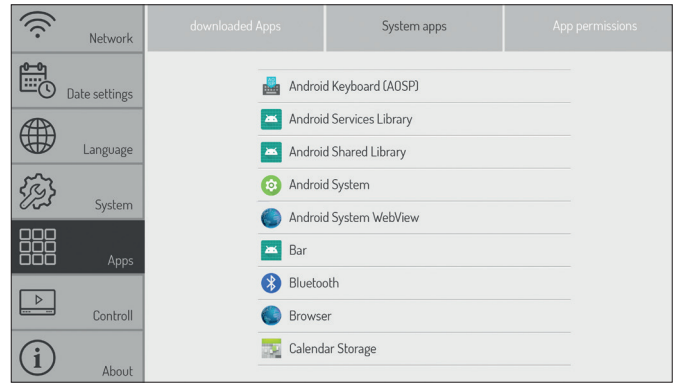 Network
Date settings
Language
System
Apps
Controll
About
downloaded Apps
System apps
App permissions
Android Keyboard (AOSP)
Android Services Library
Android Shared Library
Android System
Android System WebView
Bar
Bluetooth
Browser
Calendar Storage